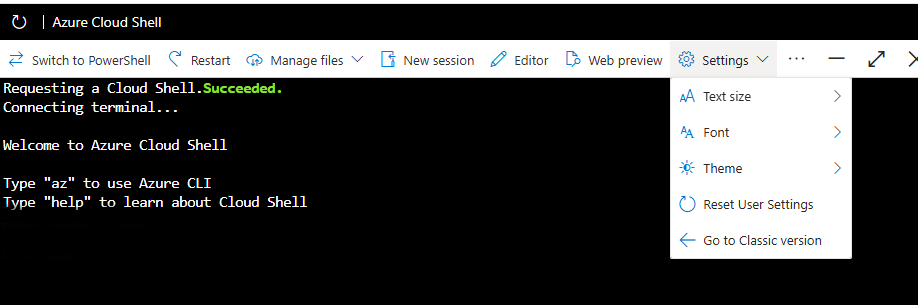 Azure Cloud Shell
Switch to PowerShell Restart Manage files New session Editor Web preview Settings ...
Requesting a Cloud Shell.Succeeded.
Connecting terminal...
Welcome to Azure Cloud Shell
Type "az" to use Azure CLI
Type "help" to learn about Cloud Shell
Text size
Font
Theme
Reset User Settings
Go to Classic version